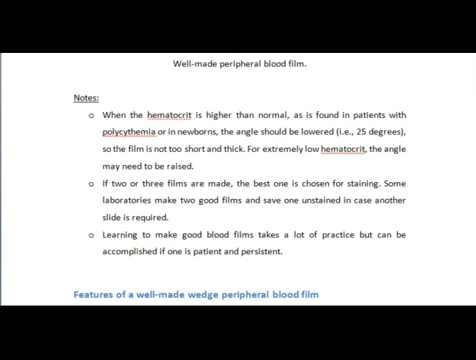 Well-made peripheral blood film.
Notes:
o When the hematocrit is higher than normal, as is found in patients with
polycythemia or in newborns, the angle should be lowered (i.e., 25 degrees),
so the film is not too short and thick. For extremely low hematocrit, the angle
may need to be raised.
o If two or three films are made, the best one is chosen for staining. Some
laboratories make two good films and save one unstained in case another
slide is required.
o Learning to make good blood films takes a lot of practice but can be
accomplished if one is patient and persistent.
Features of a well-made wedge peripheral blood film